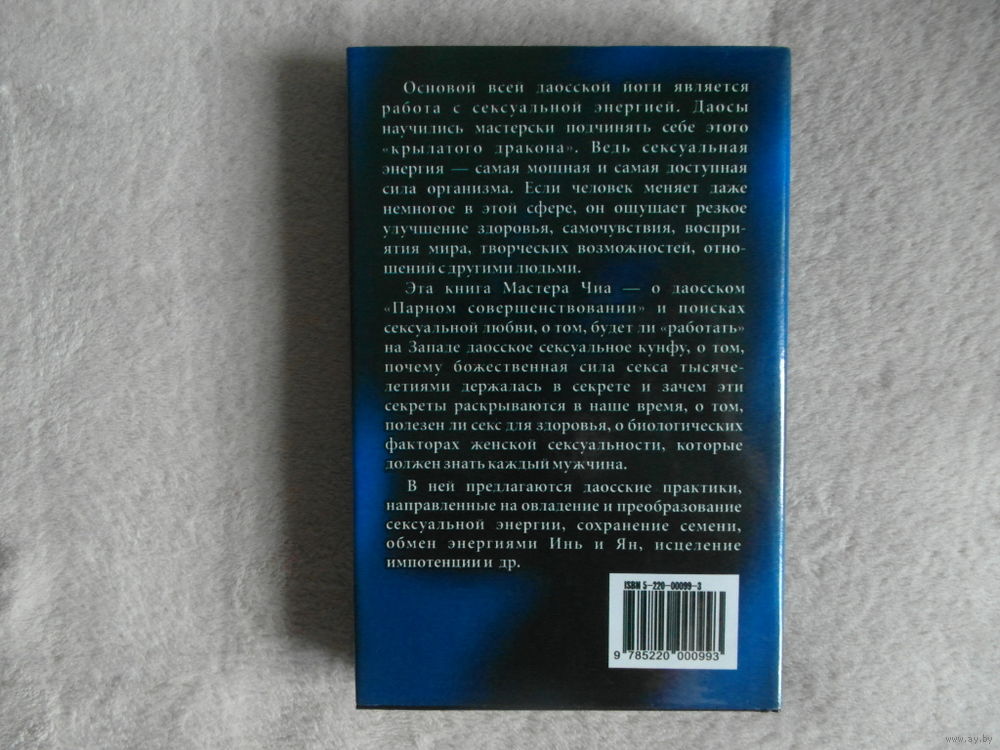 Основой всей даосской йоги является
работа с сексуальной энергией. Даосы
научились мастерски подчинять себе этого
«крылатого дракона». Ведь сексуальная
энергия — самая мощная и самая доступная
сила организма. Если человек меняет даже
немногое в этой сфере, он ощущает резкое
улучшение здоровья, самочувствия, воспри-
ятия мира, творческих возможностей, отно-
шений с другими людьми.
Эта книга Мастера Чиа — о даосском
«Парном совершенствовании» и поисках
сексуальной любви, о том, будет ли «работать»
на Западе даосское сексуальное кунфу, о том,
почему божественная сила секса тысяче-
летиями держалась в секрете и зачем эти
секреты раскрываются в наше время, о том,
полезен ли секс для здоровья, о биологических
факторах женской сексуальности, которые
должен знать каждый мужчина.
В ней предлагаются даосские практики,
направленные на овладение и преобразование
сексуальной энергии, сохранение семени,
обмен энергиями Инь и Ян, исцеление
импотенции и др.
ISBN 5-220-00099-3
9 785220 000993
www.ay.by